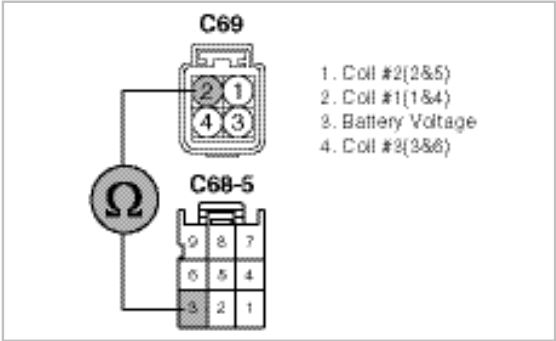 C69
2 1
4 3
1. Coil #2(2&5)
2. Coil #1(1&4)
3. Battery Voltage
4. Coil #3(3&6)
Ω
C68-5
9 8 7
6 5 4
3 2 1